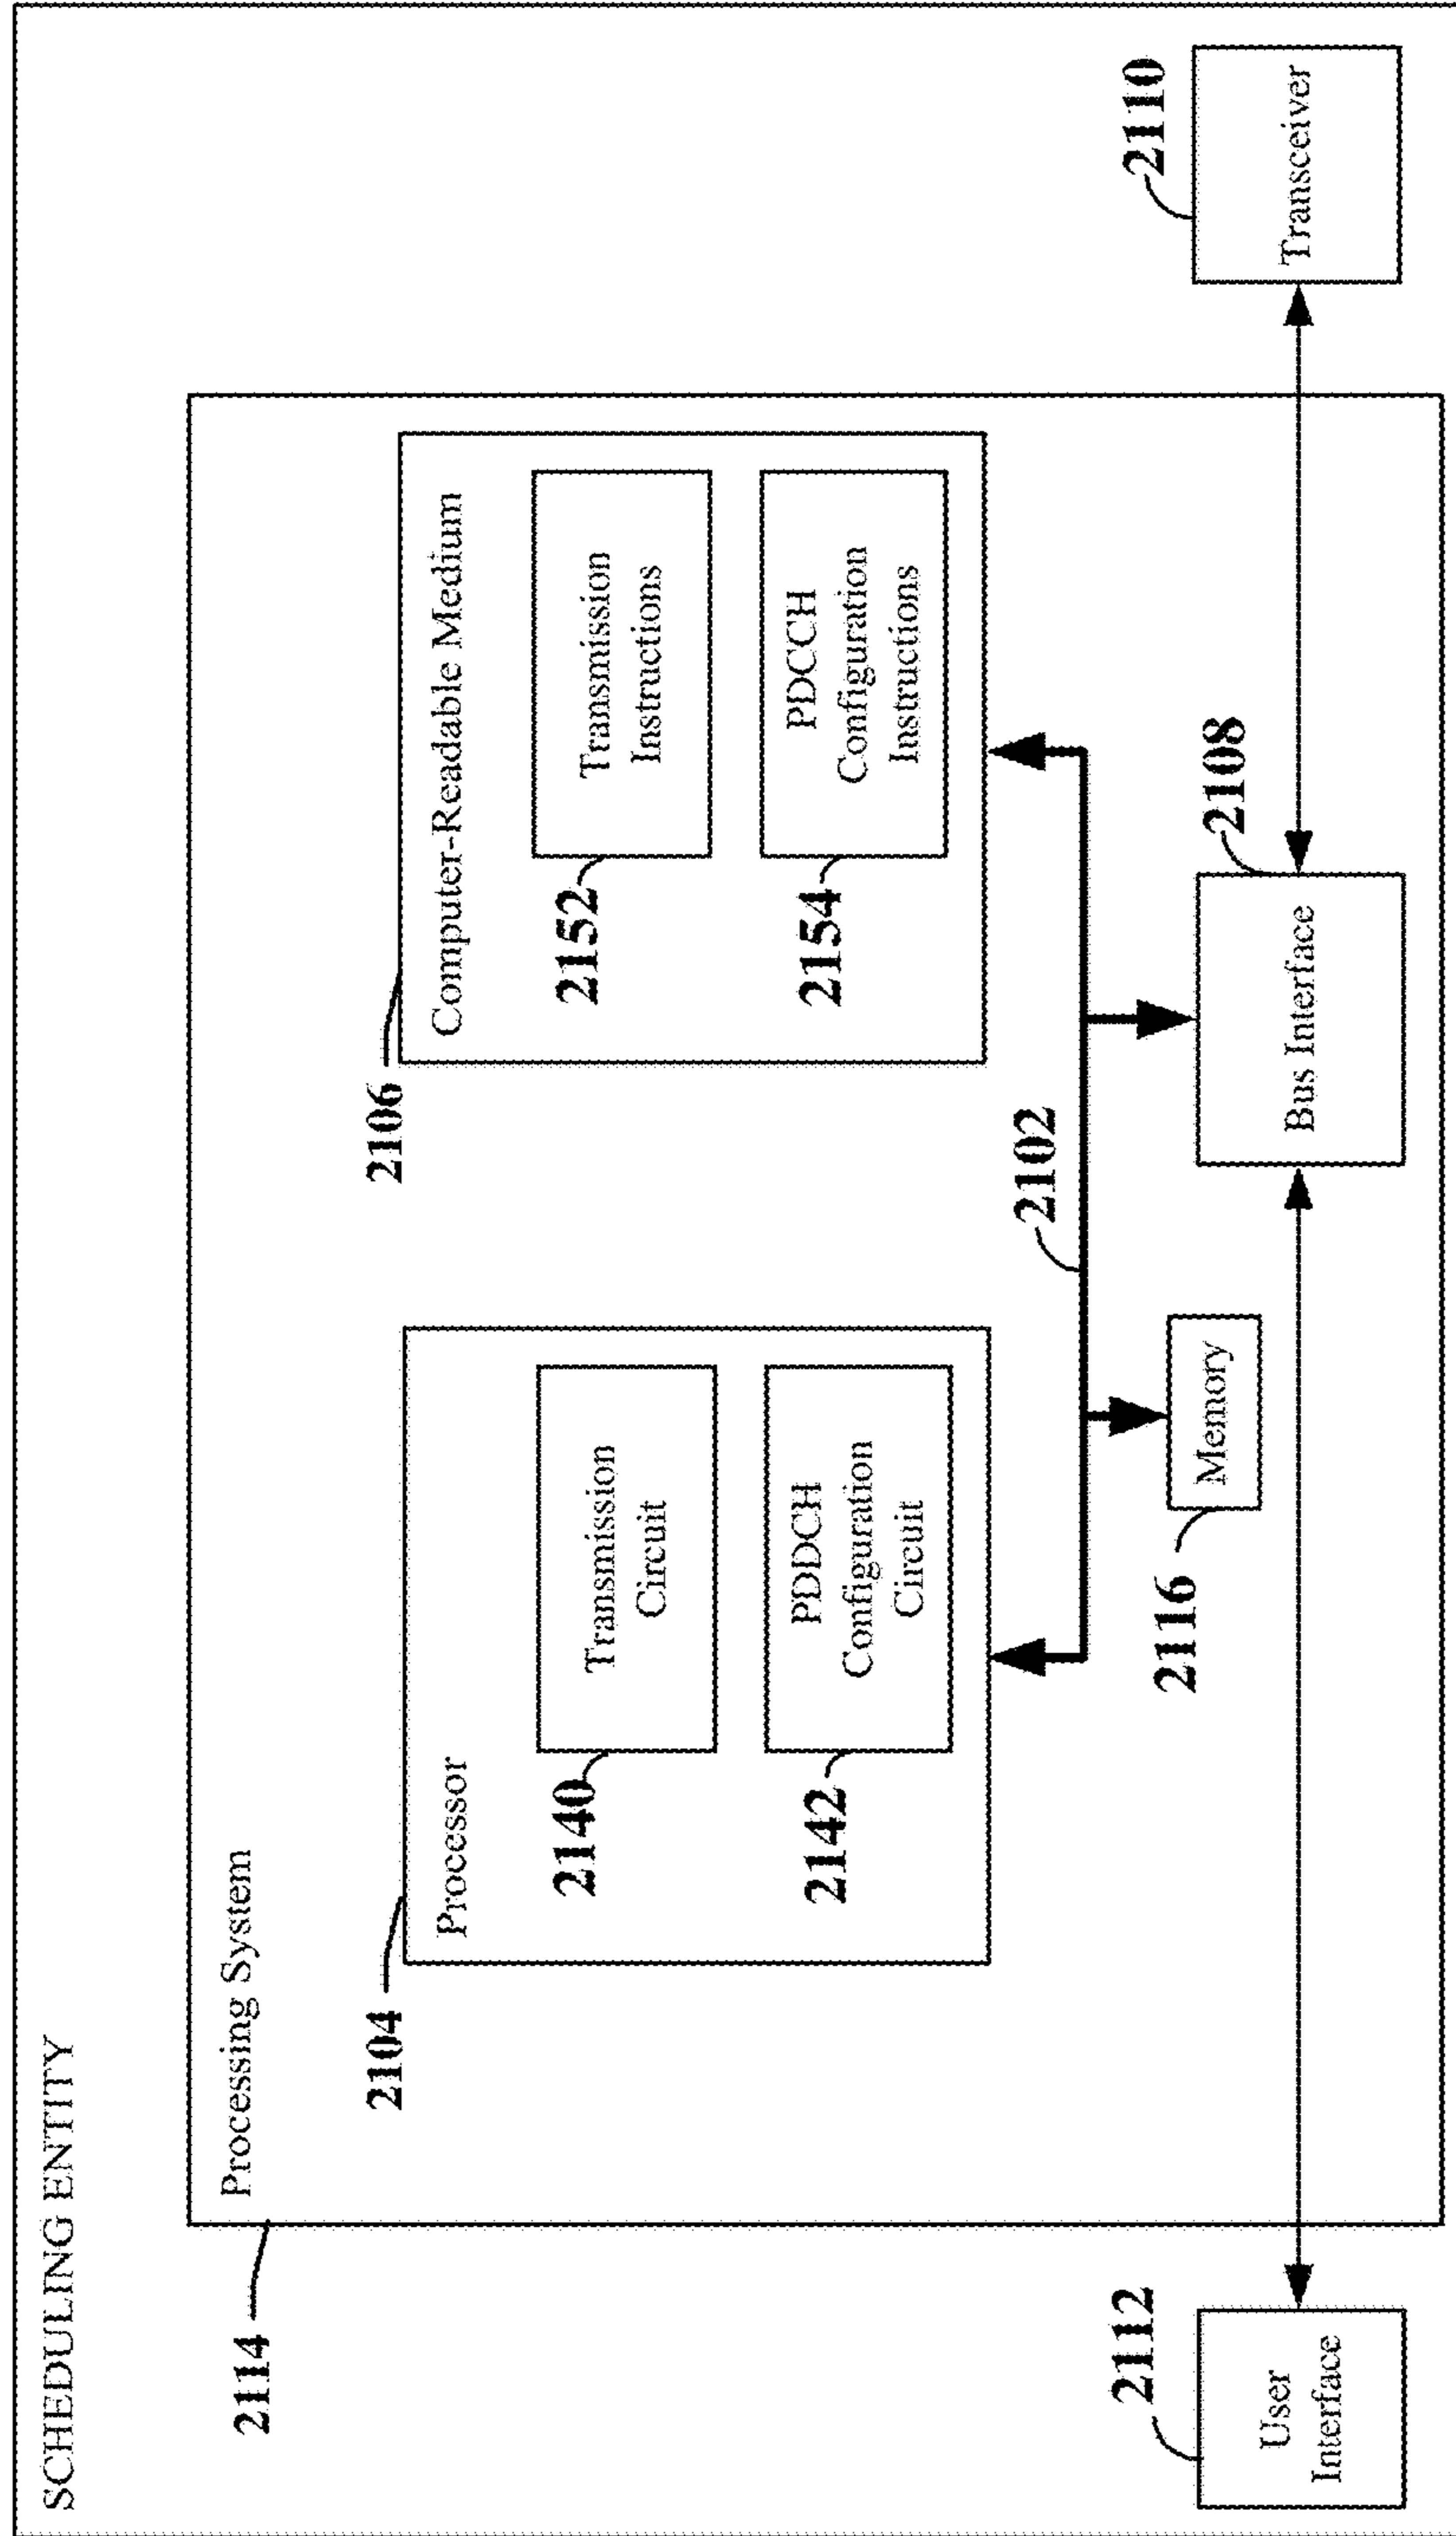 SCHEDULING ENTITY
2114
Processing System
2104
Processor
2140
Transmission
Circuit
2142
PDDCH
Configuration
Circuit
2106
Computer-Readable Medium
2152
Transmission
Instructions
2154
PDCCH
Configuration
Instructions
2102
2116
Memory
2108
Bus Interface
2112
User
Interface
2110
Transceiver